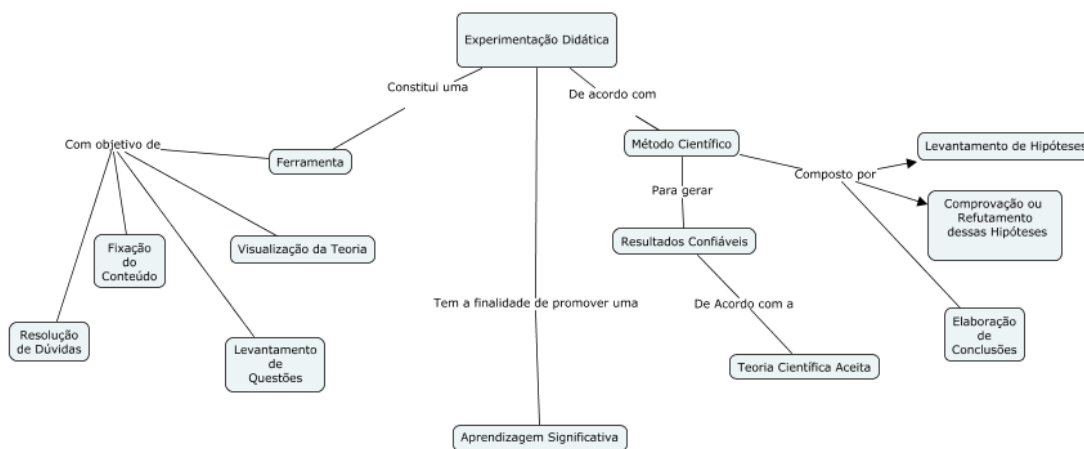 Experimentação Didática
Constitui uma
De acordo com
Com objetivo de
Ferramenta
Método Científico
Levantamento de Hipóteses
Composto por
Para gerar
Comprovação ou
Refutamento
dessas Hipóteses
Fixação
do
Conteúdo
Visualização da Teoria
Resultados Confiáveis
Tem a finalidade de promover uma
De Acordo com a
Resolução
de Dúvidas
Levantamento
de
Questões
Elaboração
de
Conclusões
Teoria Científica Aceita
Aprendizagem Significativa